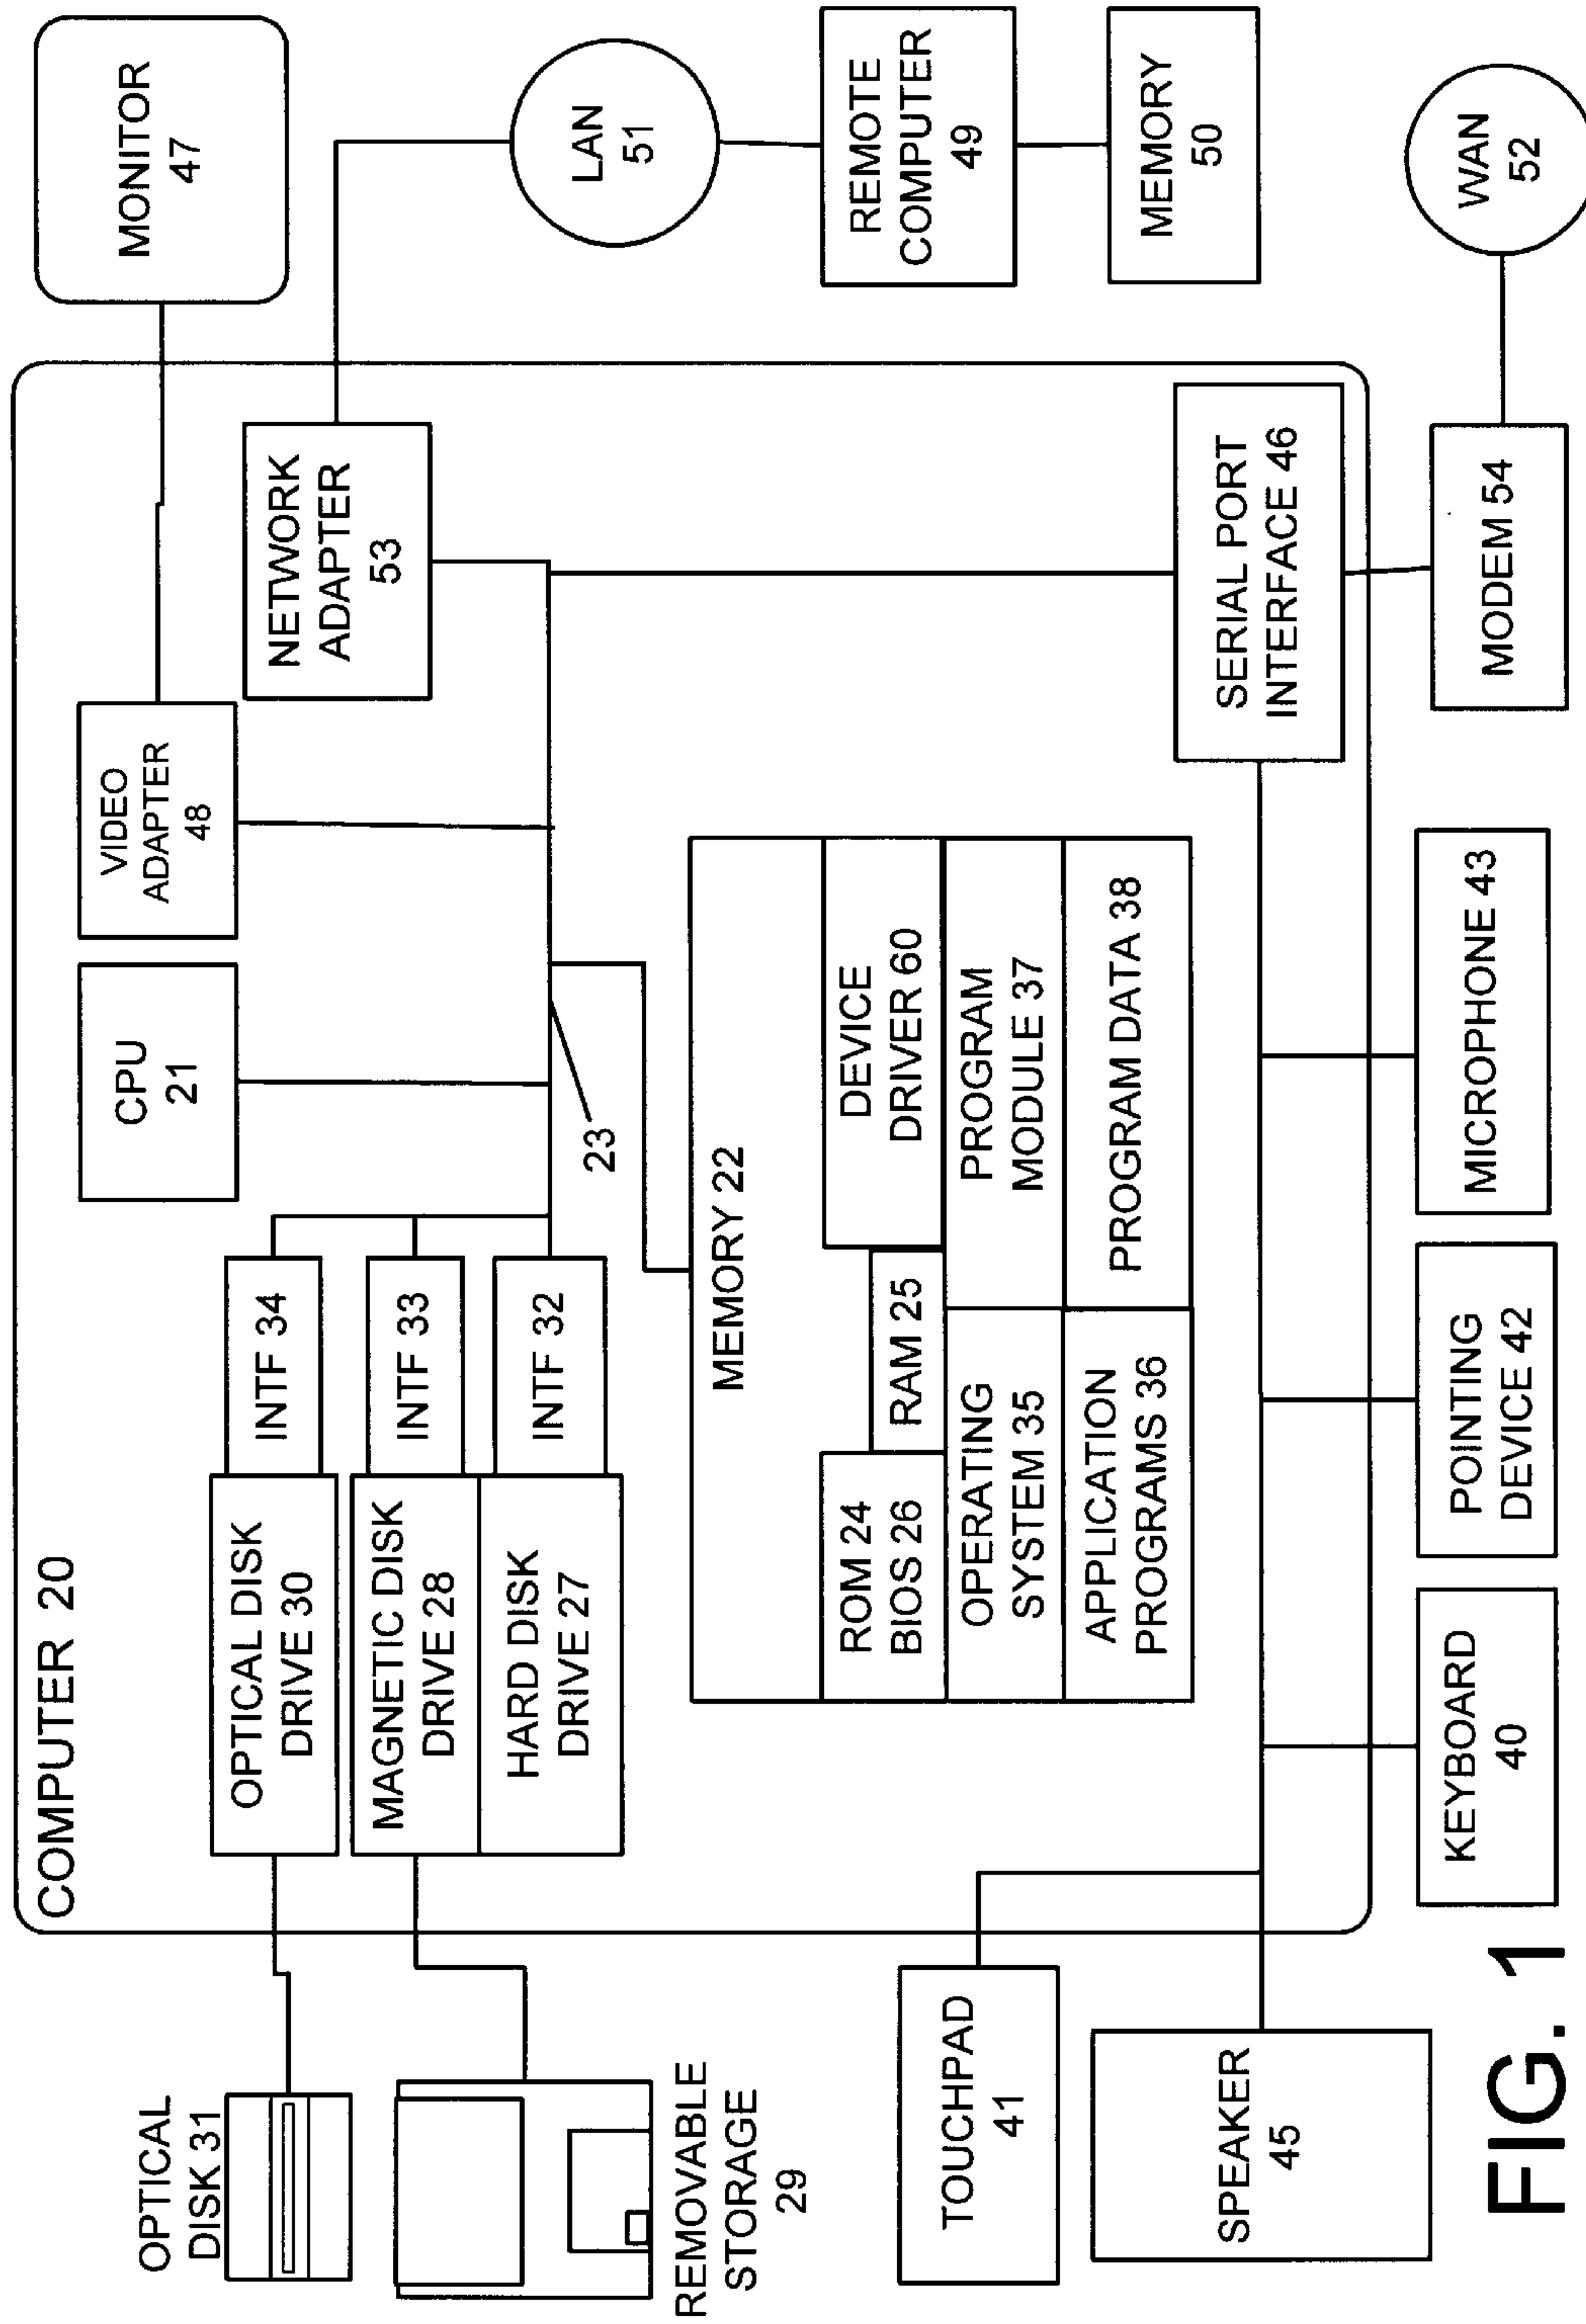 COMPUTER 20
MONITOR
47
VIDEO
ADAPTER
48
CPU
21
NETWORK
ADAPTER
53
OPTICAL
DISK 31
OPTICAL DISK
DRIVE 30
INTF 34
MAGNETIC DISK
DRIVE 28
INTF 33
HARD DISK
DRIVE 27
INTF 32
23
REMOVABLE
STORAGE
29
LAN
51
REMOTE
COMPUTER
49
MEMORY
50
MEMORY 22
ROM 24
BIOS 26
RAM 25
DEVICE
DRIVER 60
OPERATING
SYSTEM 35
PROGRAM
MODULE 37
APPLICATION
PROGRAMS 36
PROGRAM DATA 38
TOUCHPAD
41
SPEAKER
45
SERIAL PORT
INTERFACE 46
KEYBOARD
40
POINTING
DEVICE 42
MICROPHONE 43
MODEM 54
WAN
52
FIG. 1